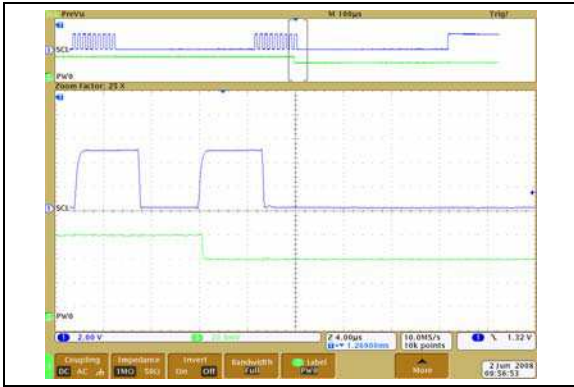 PreVu M 100µs Trig?
SCL
PW0
Zoom Factor: 25 X
SCL
PW0
1 2.00 V Z 4.00µs 10.0MS/s 1 1.32 V
1.26900ms 10k points
Coupling Impedance Invert Bandwidth Label
DC AC 1MΩ 50Ω On Off Full PW0 More
2 Jun 2008
09:56:53